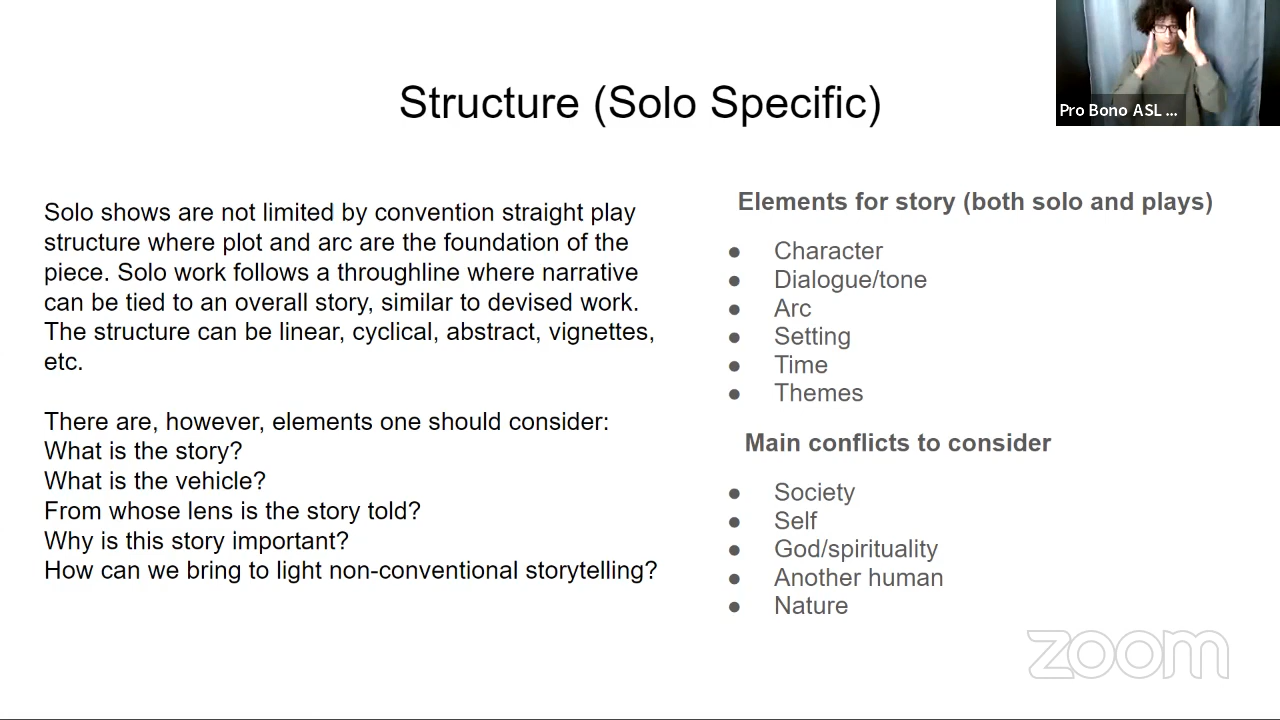 Structure (Solo Specific)
Pro Bono ASL ...
Solo shows are not limited by convention straight play
structure where plot and arc are the foundation of the
piece. Solo work follows a throughline where narrative
can be tied to an overall story, similar to devised work.
The structure can be linear, cyclical, abstract, vignettes,
etc.
There are, however, elements one should consider:
What is the story?
What is the vehicle?
From whose lens is the story told?
Why is this story important?
How can we bring to light non-conventional storytelling?
Elements for story (both solo and plays)
● Character
● Dialogue/tone
● Arc
● Setting
● Time
● Themes
Main conflicts to consider
● Society
● Self
● God/spirituality
● Another human
● Nature
zoom